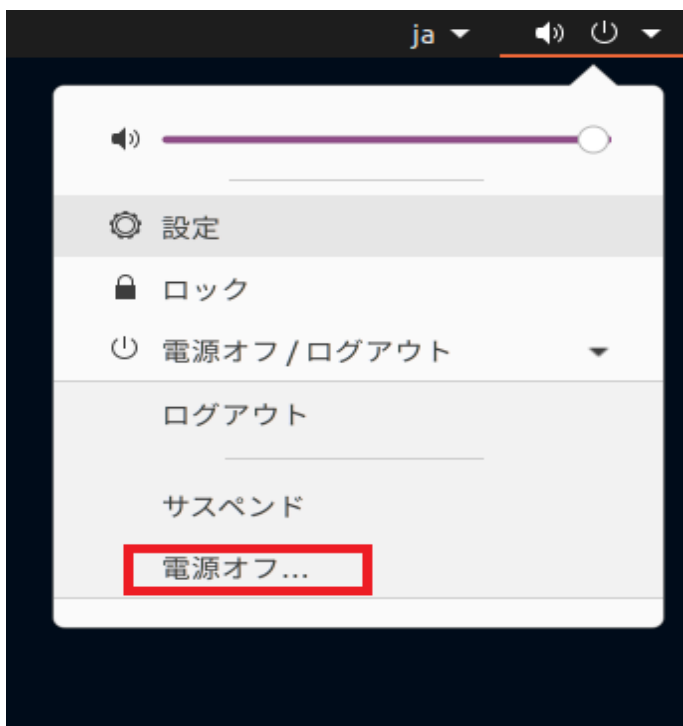 ja
設定
ロック
電源オフ / ログアウト
ログアウト
サスペンド
電源オフ...